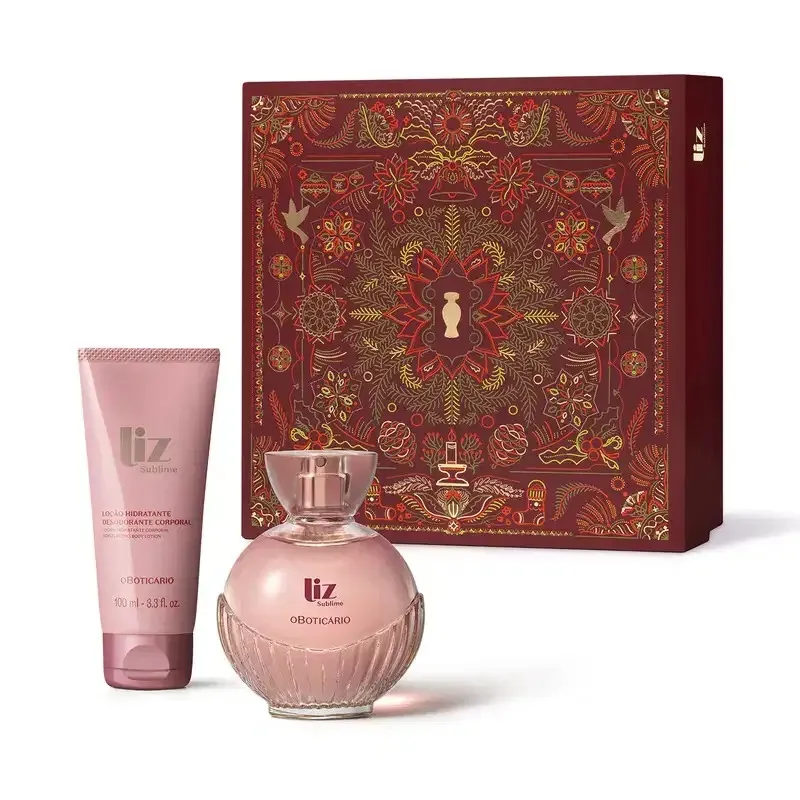 liz
liz
Sublime
LOÇÃO HIDRATANTE
DESODORANTE CORPORAL
oBOTICÁRIO
100 ml - 3.3 fl. oz.
liz
Sublime
oBOTICÁRIO